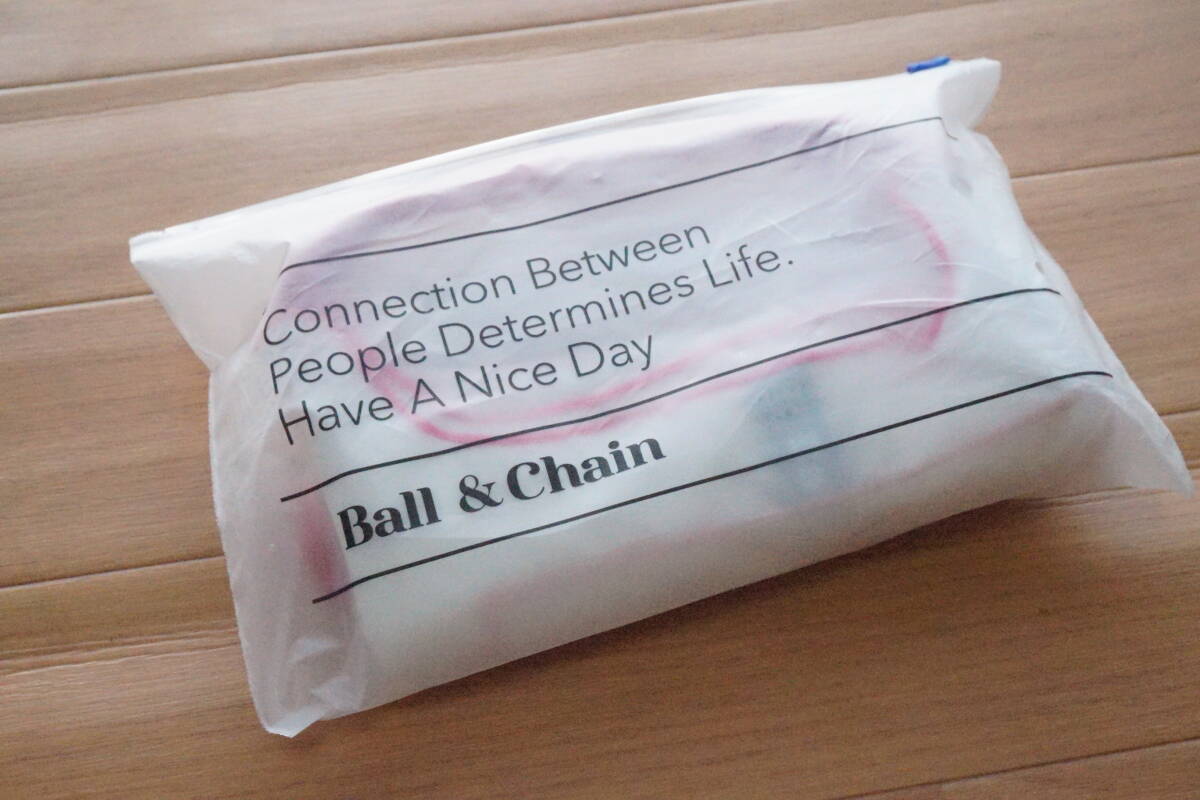 Connection Between
People Determines Life.
Have A Nice Day
Ball & Chain